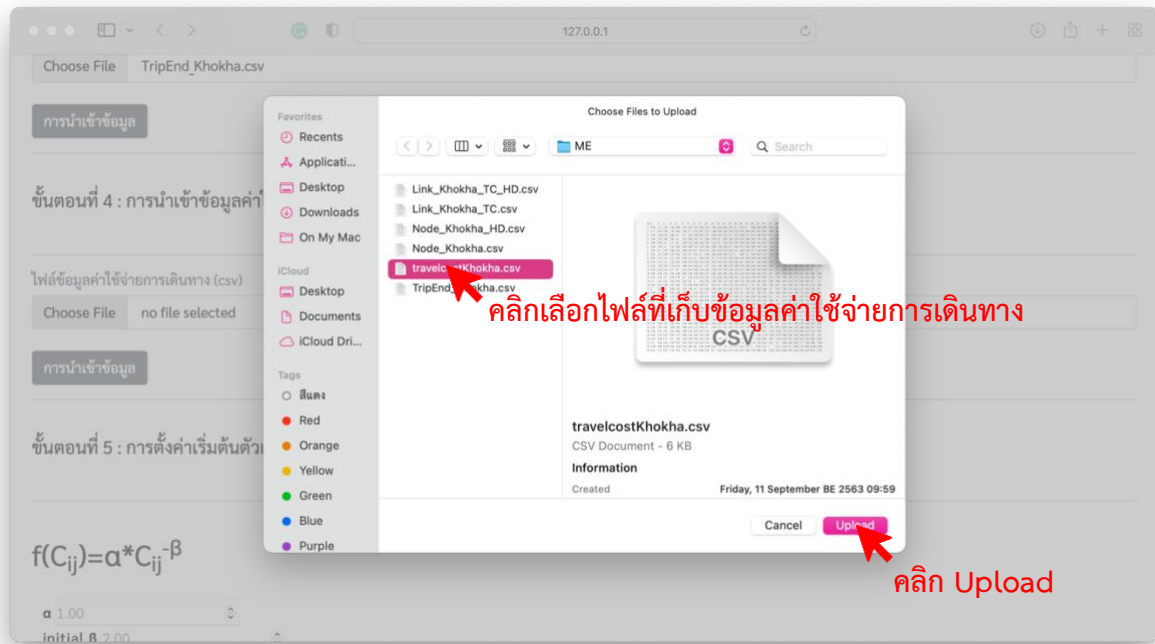 127.0.0.1
Choose File TripEnd_Khokha.csv
การนำเข้าข้อมูล
ขั้นตอนที่ 4 : การนำเข้าข้อมูลค่า
ไฟล์ข้อมูลค่าใช้จ่ายการเดินทาง (csv)
Choose File no file selected
การนำเข้าข้อมูล
ขั้นตอนที่ 5 : การตั้งค่าเริ่มต้น
f(Cij)=α*Cij-β
α 1.00
initial β 2.00
Favorites
Recents
Applicati...
Desktop
Downloads
On My Mac
iCloud
Desktop
Documents
iCloud Dri...
Tags
สีแดง
Red
Orange
Yellow
Green
Blue
Purple
Choose Files to Upload
ME
Search
Link_Khokha_TC_HD.csv
Link_Khokha_TC.csv
Node_Khokha_HD.csv
Node_Khokha.csv
คลิกเลือกไฟล์ที่เก็บข้อมูลค่าใช้จ่ายการเดินทาง
CSV
travelcostKhokha.csv
CSV Document - 6 KB
Information
Created Friday, 11 September BE 2563 09:59
Cancel Upload
คลิก Upload